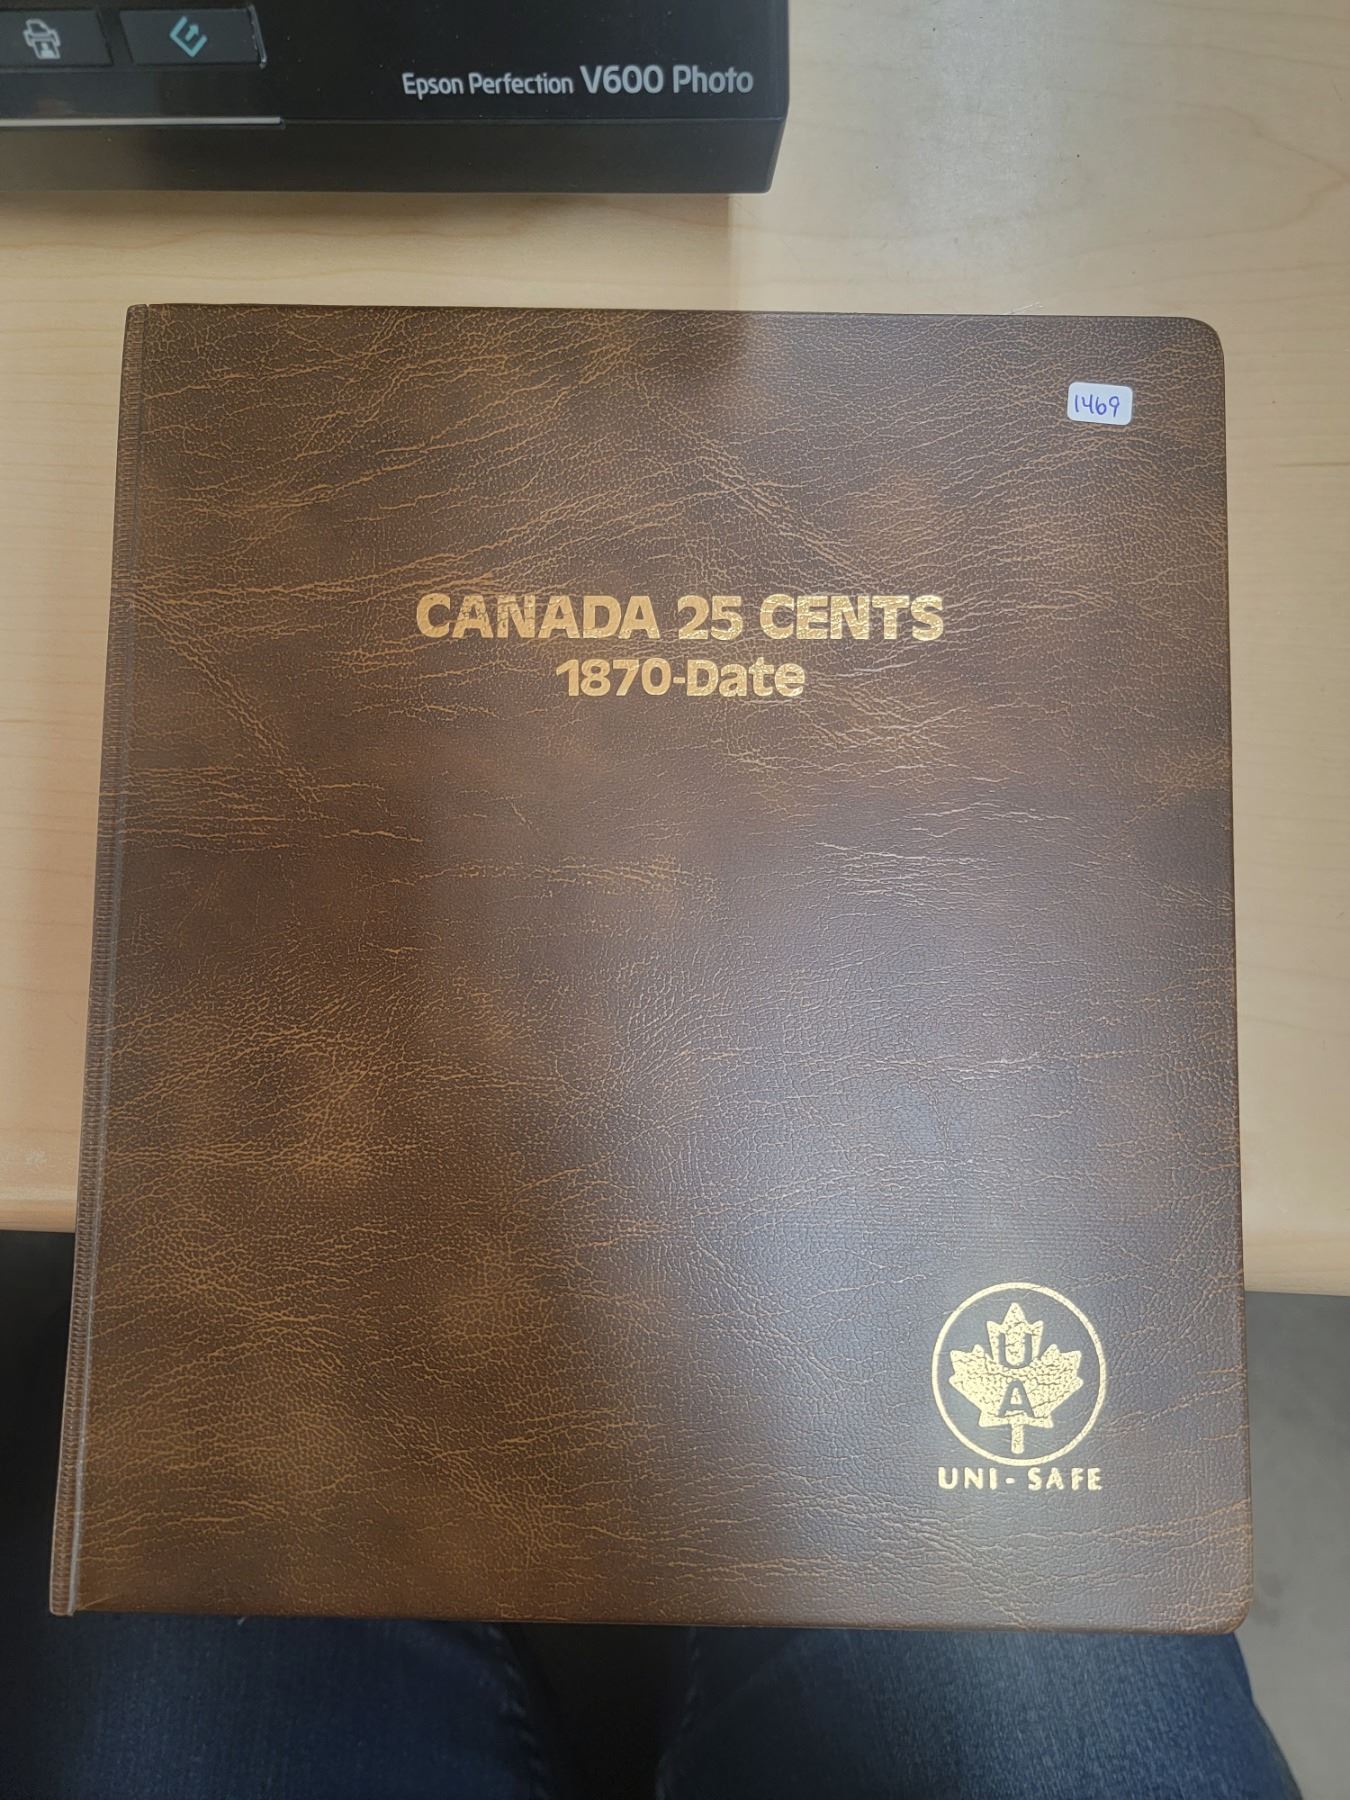 Epson Perfection V600 Photo
1469
CANADA 25 CENTS
1870-Date
U
A
UNI-SAFE